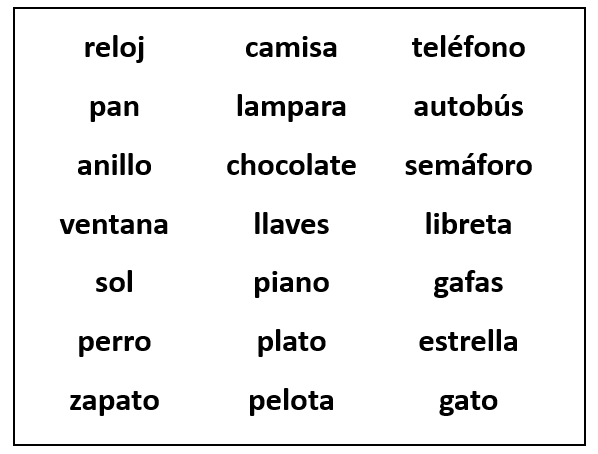 reloj camisa teléfono
pan lampara autobús
anillo chocolate semáforo
ventana llaves libreta
sol piano gafas
perro plato estrella
zapato pelota gato